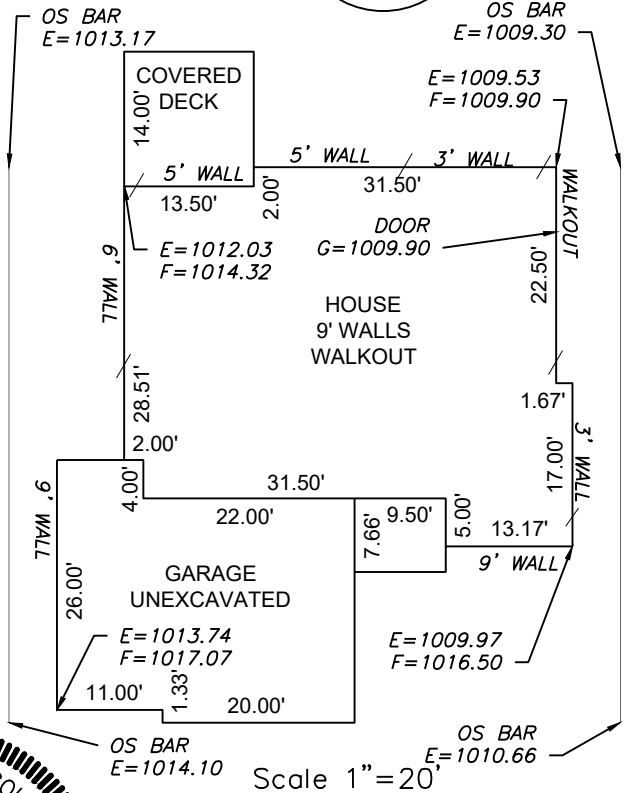 OS BAR
E=1013.17
OS BAR
E=1009.30
COVERED
DECK
14.00'
E=1009.53
F=1009.90
5' WALL
3' WALL
5' WALL
31.50'
13.50'
2.00'
WALKOUT
DOOR
G=1009.90
E=1012.03
F=1014.32
6' WALL
22.50'
HOUSE
9' WALLS
WALKOUT
28.51'
1.67'
2.00'
17.00'
3' WALL
4.00'
31.50'
22.00'
9.50'
5.00'
7.66'
13.17'
9' WALL
9' WALL
26.00'
GARAGE
UNEXCAVATED
E=1013.74
F=1017.07
E=1009.97
F=1016.50
11.00'
1.33'
20.00'
OS BAR
E=1014.10
OS BAR
E=1010.66
Scale 1"=20'